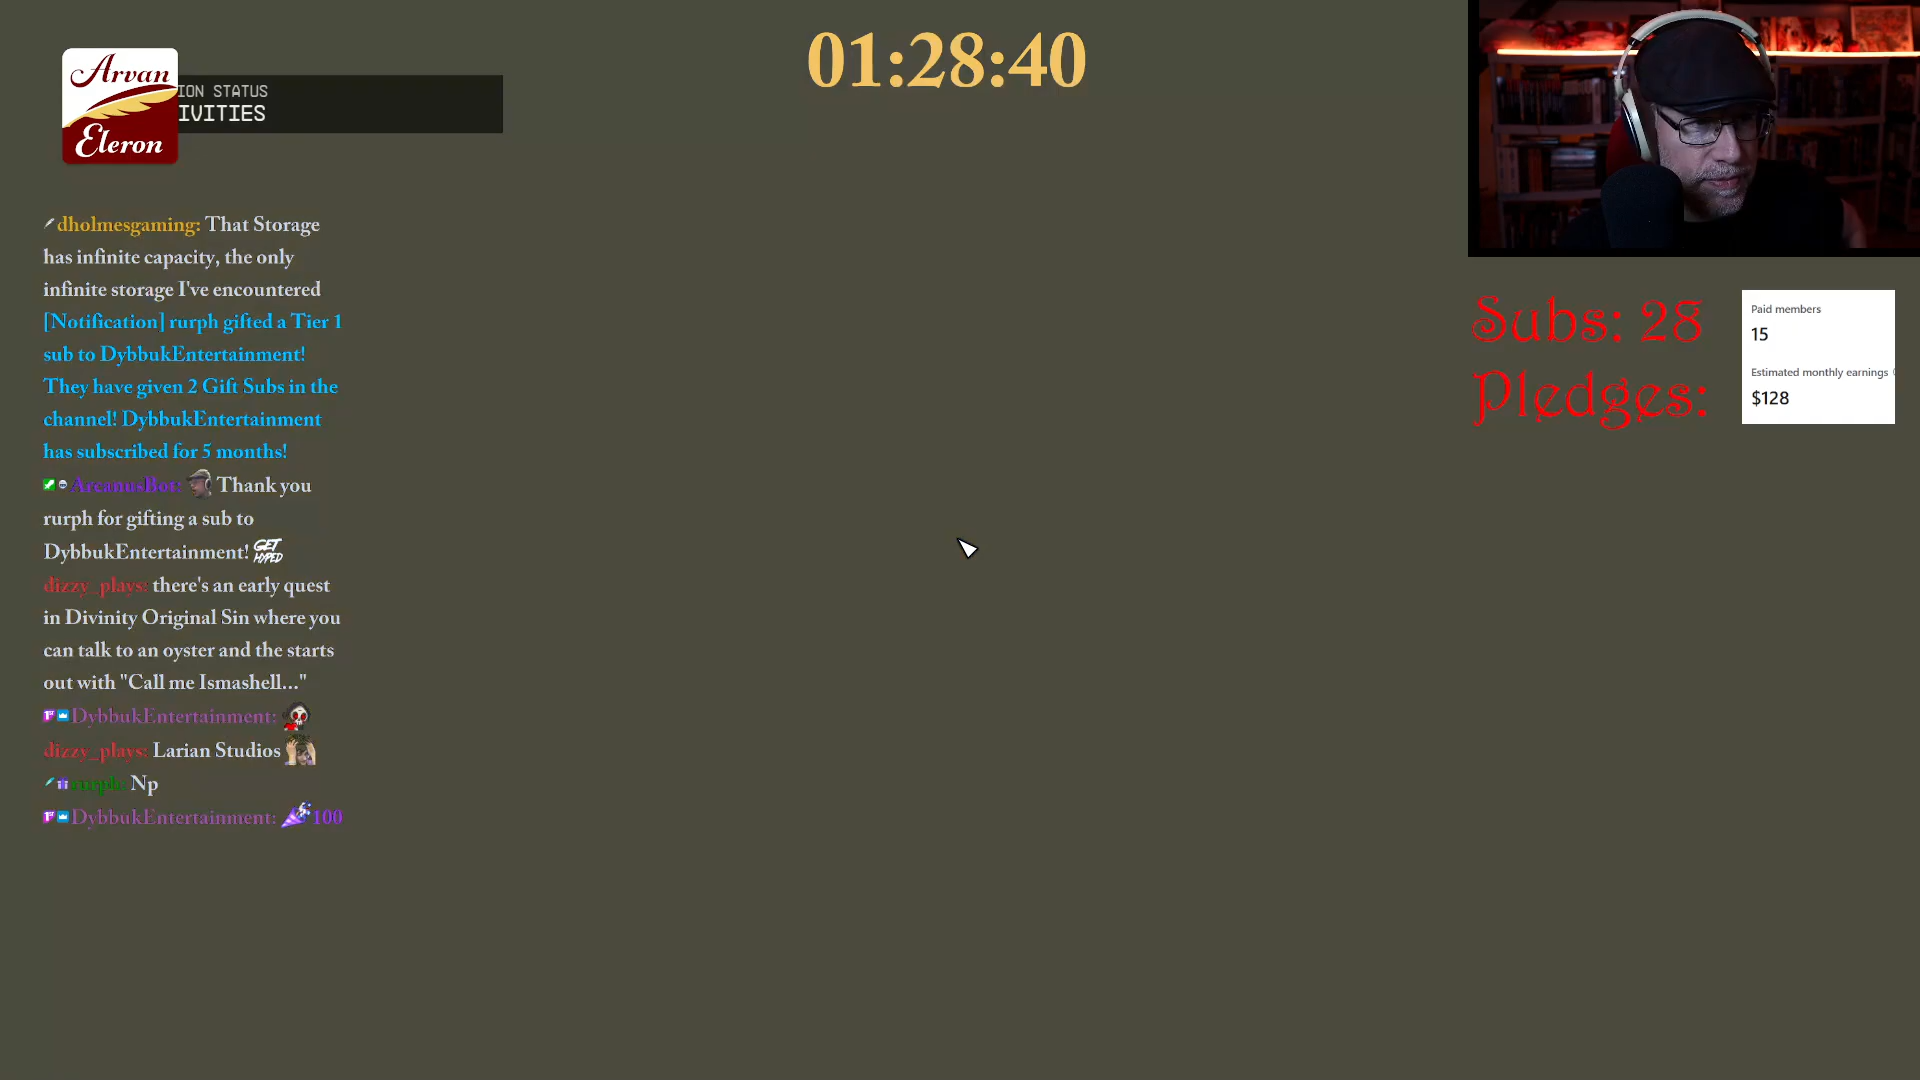 01:28:40
Arvan
Eleron
ION STATUS
IVITIES
dholmesgaming: That Storage
has infinite capacity, the only
infinite storage I've encountered
[Notification] rurph gifted a Tier 1
sub to DybbukEntertainment!
They have given 2 Gift Subs in the
channel! DybbukEntertainment
has subscribed for 5 months!
ArcanusBot: Thank you
rurph for gifting a sub to
DybbukEntertainment! GET HYPED
dizzy_plays: there's an early quest
in Divinity Original Sin where you
can talk to an oyster and the starts
out with "Call me Ismashell..."
DybbukEntertainment:
dizzy_plays: Larian Studios
rurph: Np
DybbukEntertainment: 100
Subs: 28
Pledges:
Paid members
15
Estimated monthly earnings
$128